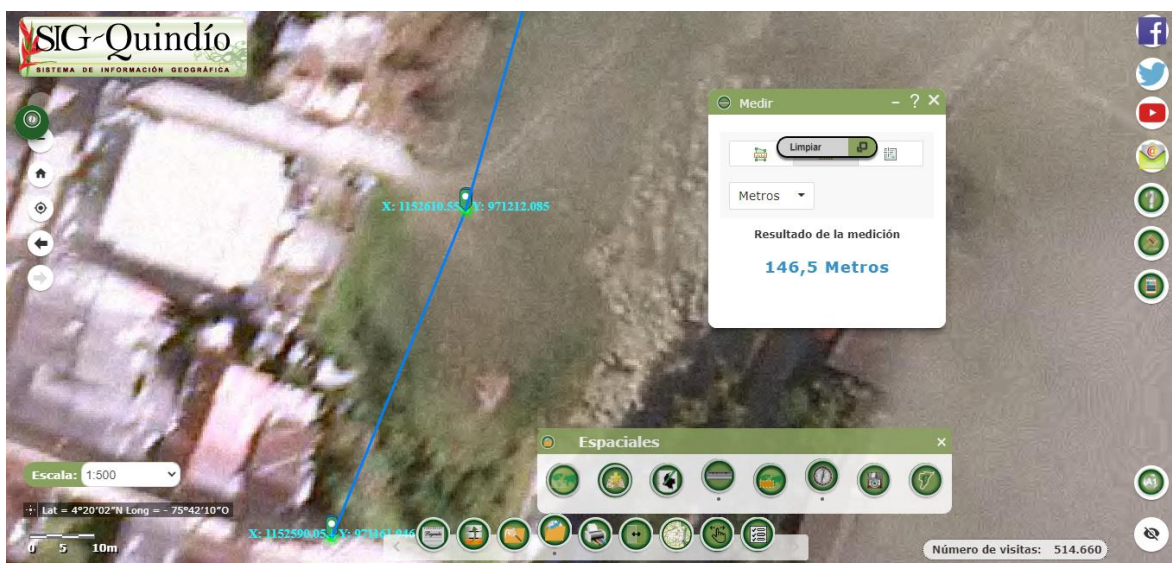 SIG-Quindío
SISTEMA DE INFORMACIÓN GEOGRÁFICA
Medir
Limpiar
Metros
Resultado de la medición
146,5 Metros
X: 1152610.55 Y: 971212.085
Espaciales
Escala: 1:500
Lat = 4°20'02"N Long = - 75°42'10"O
X: 1152590.054 Y:
0 5 10m
Número de visitas: 514.660